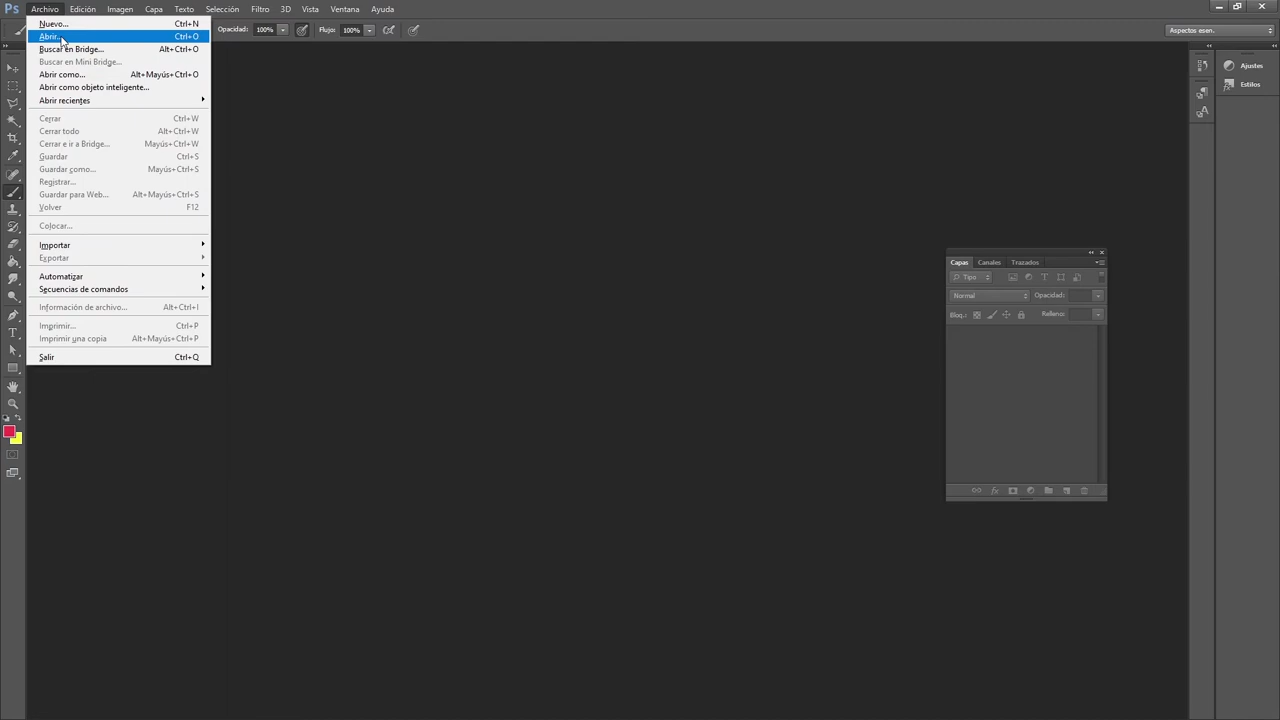 Ps Archivo Edición Imagen Capa Texto Selección Filtro 3D Vista Ventana Ayuda
Opacidad: 100% Flujo: 100% Aspectos esen.
Nuevo... Ctrl+N
Abrir... Ctrl+O
Buscar en Bridge... Alt+Ctrl+O
Buscar en Mini Bridge...
Abrir como... Alt+Mayús+Ctrl+O
Abrir como objeto inteligente...
Abrir recientes
Cerrar Ctrl+W
Cerrar todo Alt+Ctrl+W
Cerrar e ir a Bridge... Mayús+Ctrl+W
Guardar Ctrl+S
Guardar como... Mayús+Ctrl+S
Registrar...
Guardar para Web... Alt+Mayús+Ctrl+S
Volver F12
Colocar...
Importar
Exportar
Automatizar
Secuencias de comandos
Información de archivo... Alt+Ctrl+I
Imprimir... Ctrl+P
Imprimir una copia Alt+Mayús+Ctrl+P
Salir Ctrl+Q
Ajustes
Estilos
Capas Canales Trazados
Tipo
Normal Opacidad:
Bloq.: Relleno: